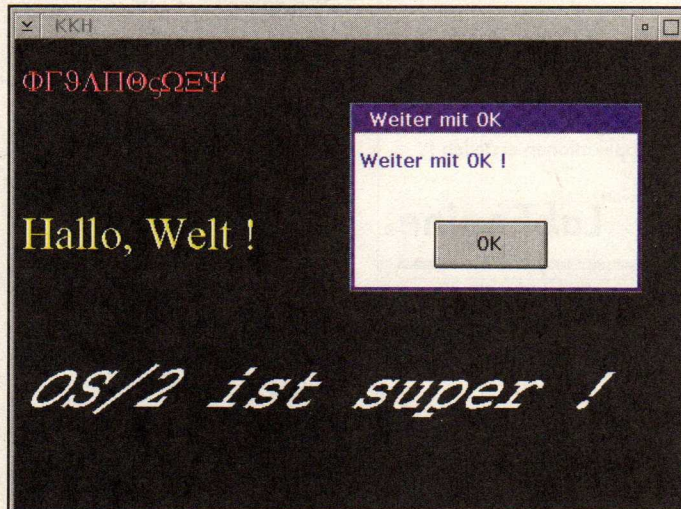 KKH
ΦΓϑΛΠΘςΩΞΨ
Weiter mit OK
Weiter mit OK !
OK
Hallo, Welt !
OS/2 ist super !